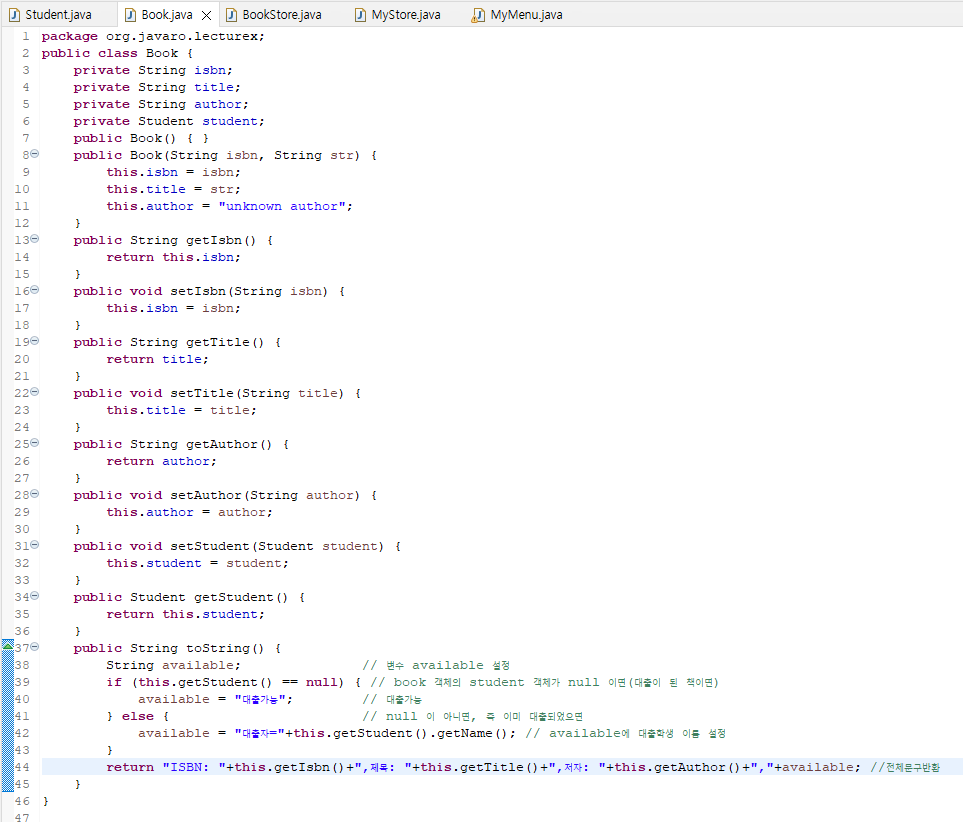 Student.java Book.java BookStore.java MyStore.java MyMenu.java
1 package org.javaro.lecturex;
2 public class Book {
3 private String isbn;
4 private String title;
5 private String author;
6 private Student student;
7 public Book() { }
8 public Book(String isbn, String str) {
9 this.isbn = isbn;
10 this.title = str;
11 this.author = "unknown author";
12 }
13 public String getIsbn() {
14 return this.isbn;
15 }
16 public void setIsbn(String isbn) {
17 this.isbn = isbn;
18 }
19 public String getTitle() {
20 return title;
21 }
22 public void setTitle(String title) {
23 this.title = title;
24 }
25 public String getAuthor() {
26 return author;
27 }
28 public void setAuthor(String author) {
29 this.author = author;
30 }
31 public void setStudent(Student student) {
32 this.student = student;
33 }
34 public Student getStudent() {
35 return this.student;
36 }
37 public String toString() {
38 String available; // 변수 available 설정
39 if (this.getStudent() == null) { // book 객체의 student 객체가 null 이면(대출이 된 책이면)
40 available = "대출가능"; // 대출가능
41 } else { // null 이 아니면, 즉 이미 대출되었으면
42 available = "대출자="+this.getStudent().getName(); // available에 대출학생 이름 설정
43 }
44 return "ISBN: "+this.getIsbn()+",제목: "+this.getTitle()+",저자: "+this.getAuthor()+","+available; //전체문구반환
45 }
46 }
47